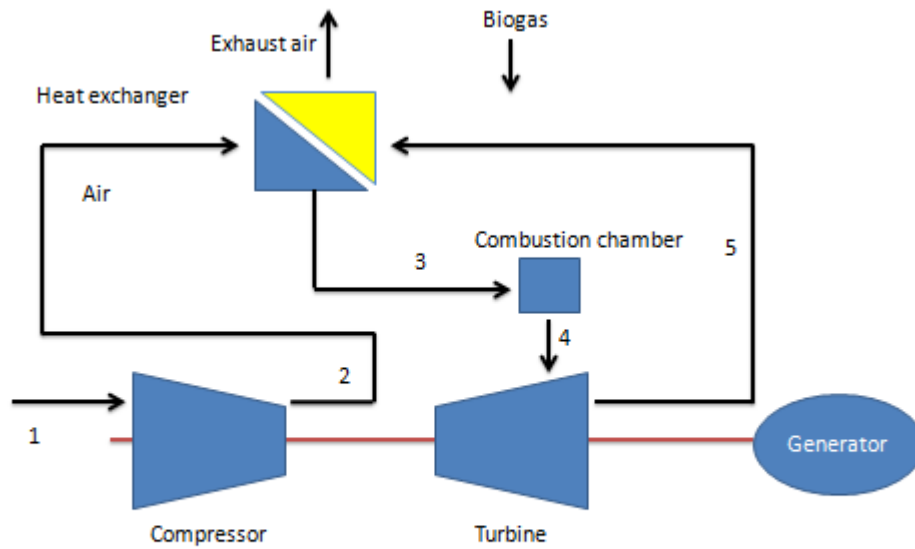 Exhaust air
Biogas
Heat exchanger
Air
Combustion chamber
3
5
4
2
1
Generator
Compressor
Turbine